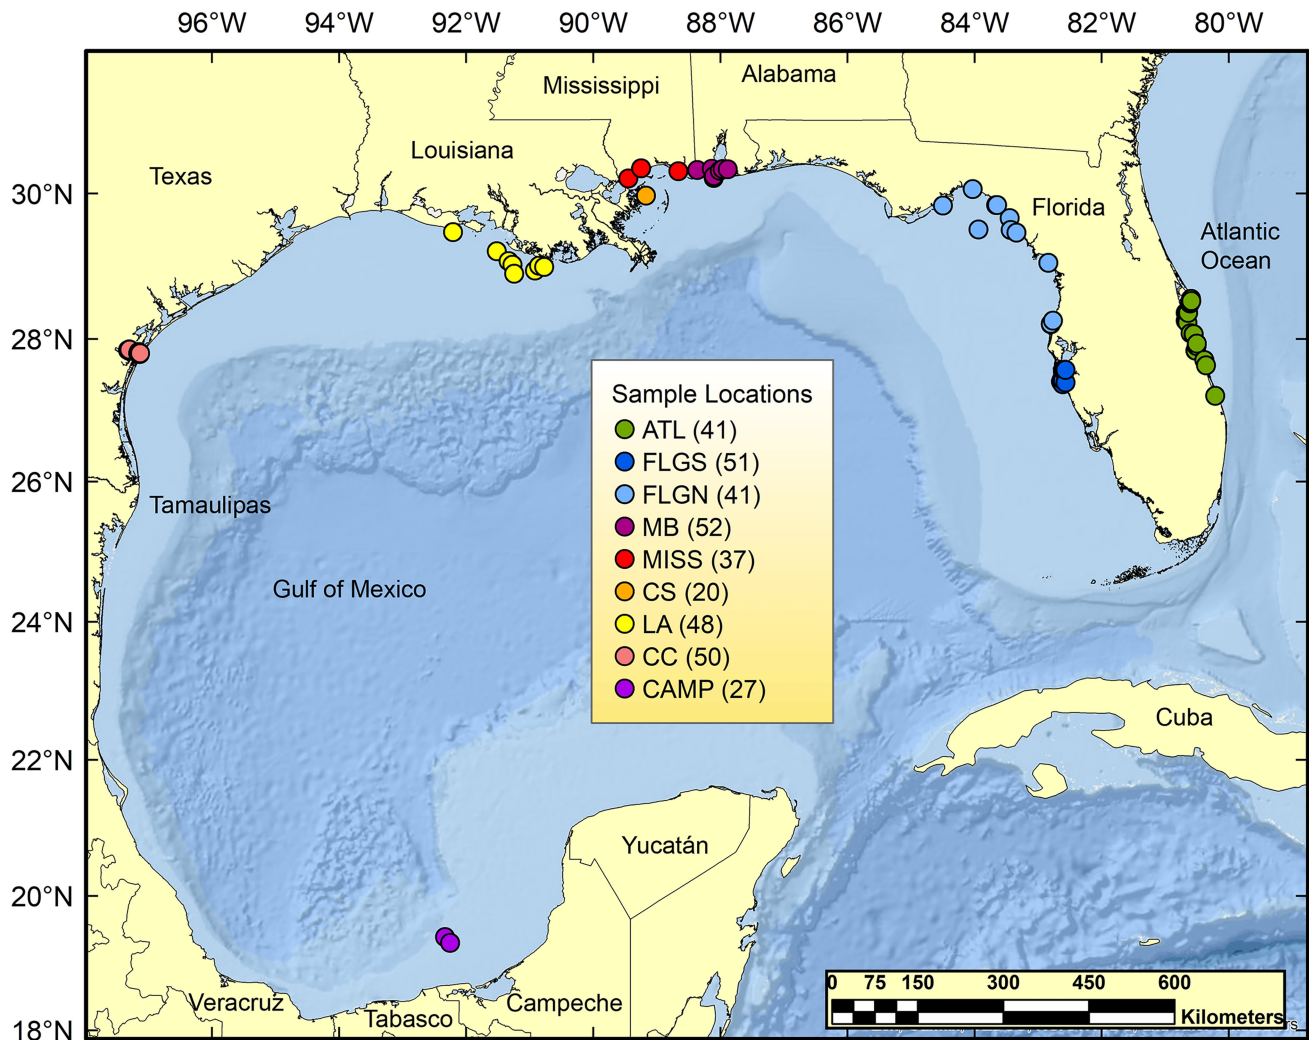 96°W 94°W 92°W 90°W 88°W 86°W 84°W 82°W 80°W
Mississippi
Alabama
Louisiana
Texas
30°N
Florida
Atlantic
Ocean
28°N
Sample Locations
ATL (41)
FLGS (51)
FLGN (41)
MB (52)
MISS (37)
CS (20)
LA (48)
CC (50)
CAMP (27)
26°N
Tamaulipas
Gulf of Mexico
24°N
Cuba
22°N
Yucatán
20°N
0 75 150 300 450 600
Kilometers
rs
Veracruz
Campeche
Tabasco
18°N